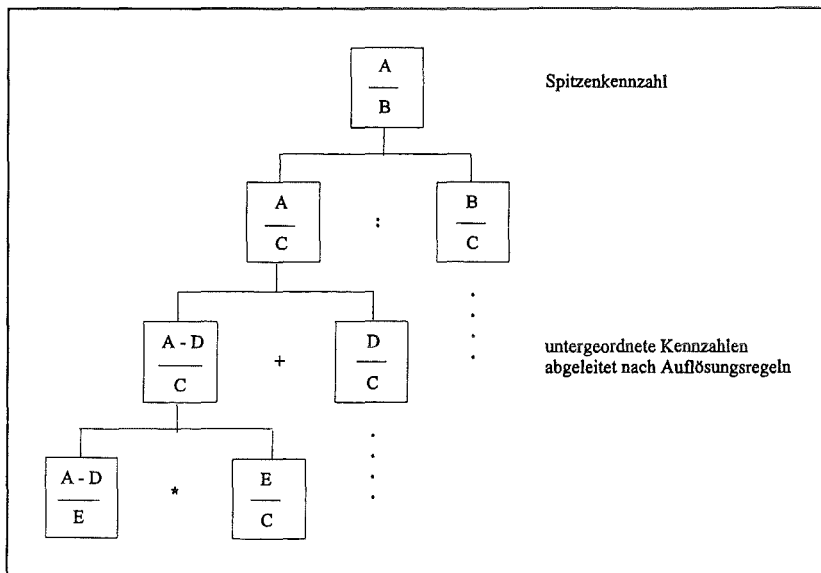 A
B
Spitzenkennzahl
A
C
:
B
C
A - D
C
+
D
C
untergeordnete Kennzahlen
abgeleitet nach Auflösungsregeln
A - D
E
*
E
C